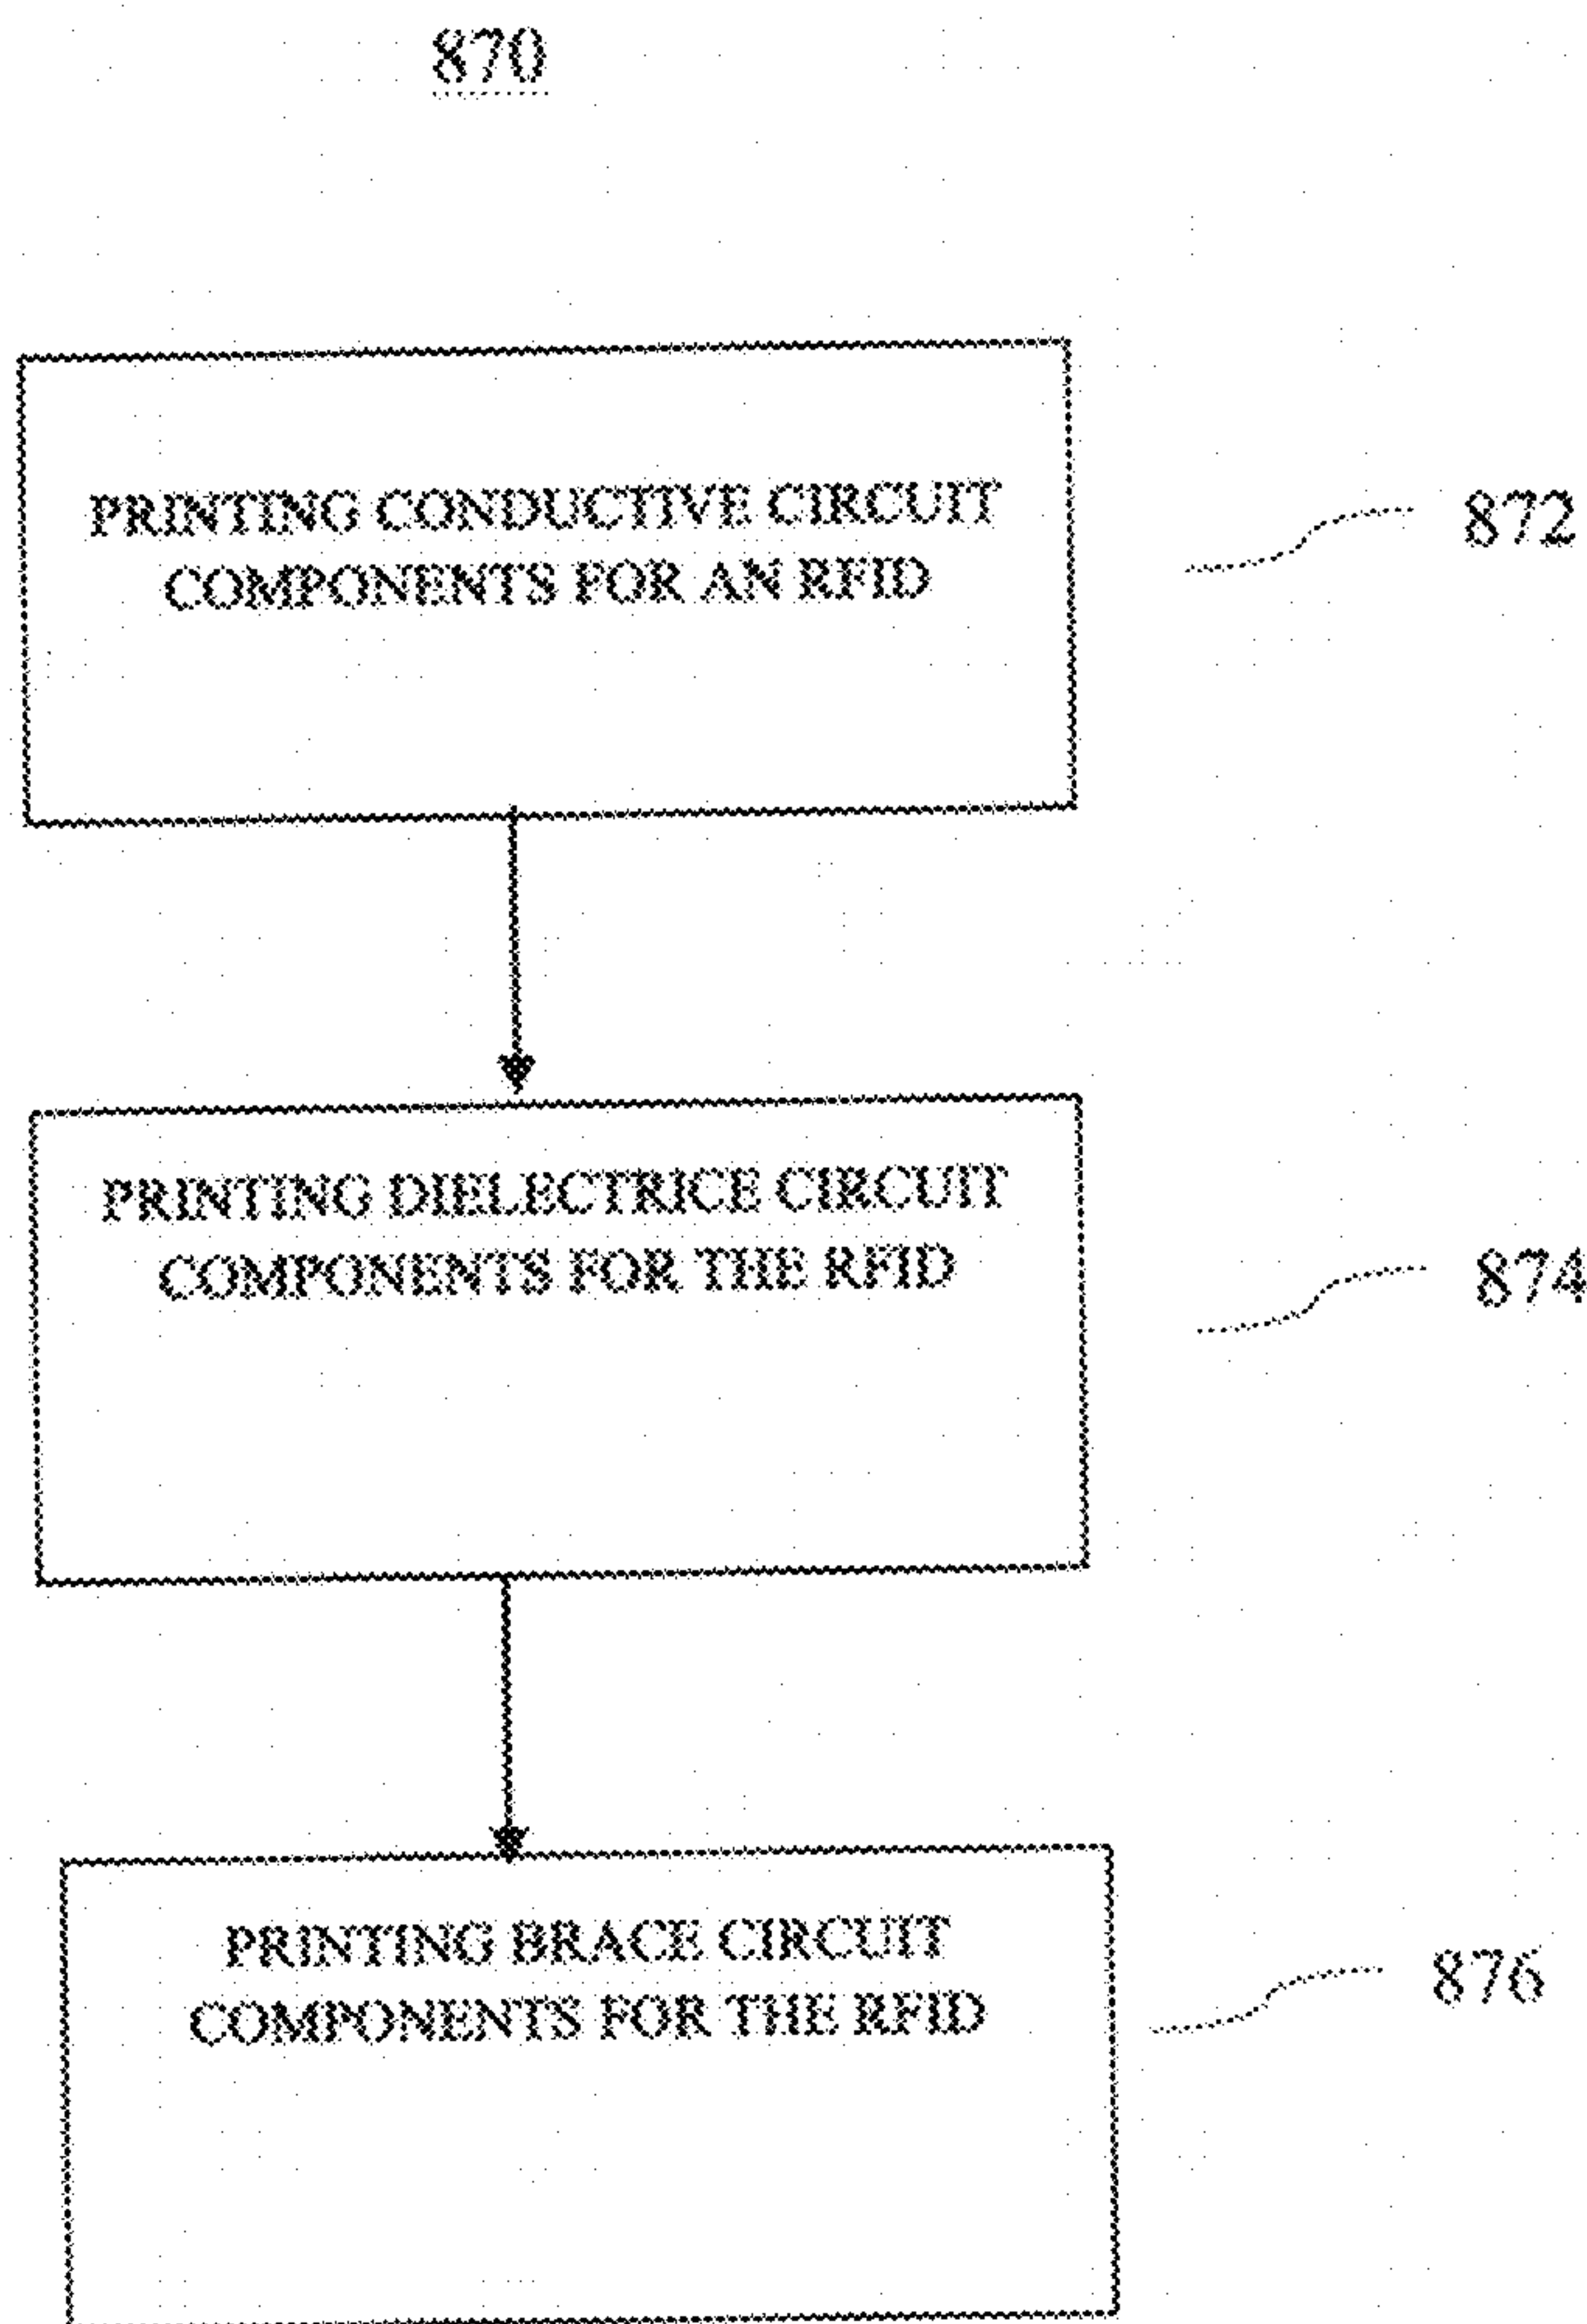 870
PRINTING CONDUCTIVE CIRCUIT
COMPONENTS FOR AN RFID
872
PRINTING DIELECTRICE CIRCUIT
COMPONENTS FOR THE RFID
874
PRINTING BRACE CIRCUIT
COMPONENTS FOR THE RFID
876